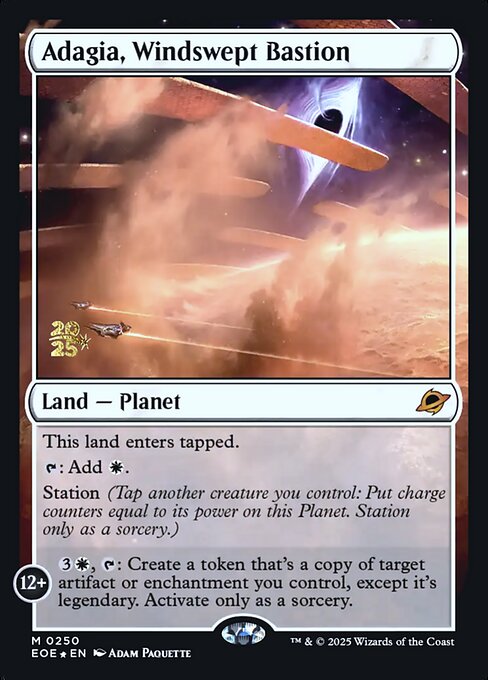 Adagia, Windswept Bastion
20
25
Land — Planet
This land enters tapped.
: Add .
Station (Tap another creature you control: Put charge
counters equal to its power on this Planet. Station
only as a sorcery.)
12+
3 , : Create a token that's a copy of target
artifact or enchantment you control, except it's
legendary. Activate only as a sorcery.
M 0250
EOE ★ EN Adam Paquette
™ & © 2025 Wizards of the Coast